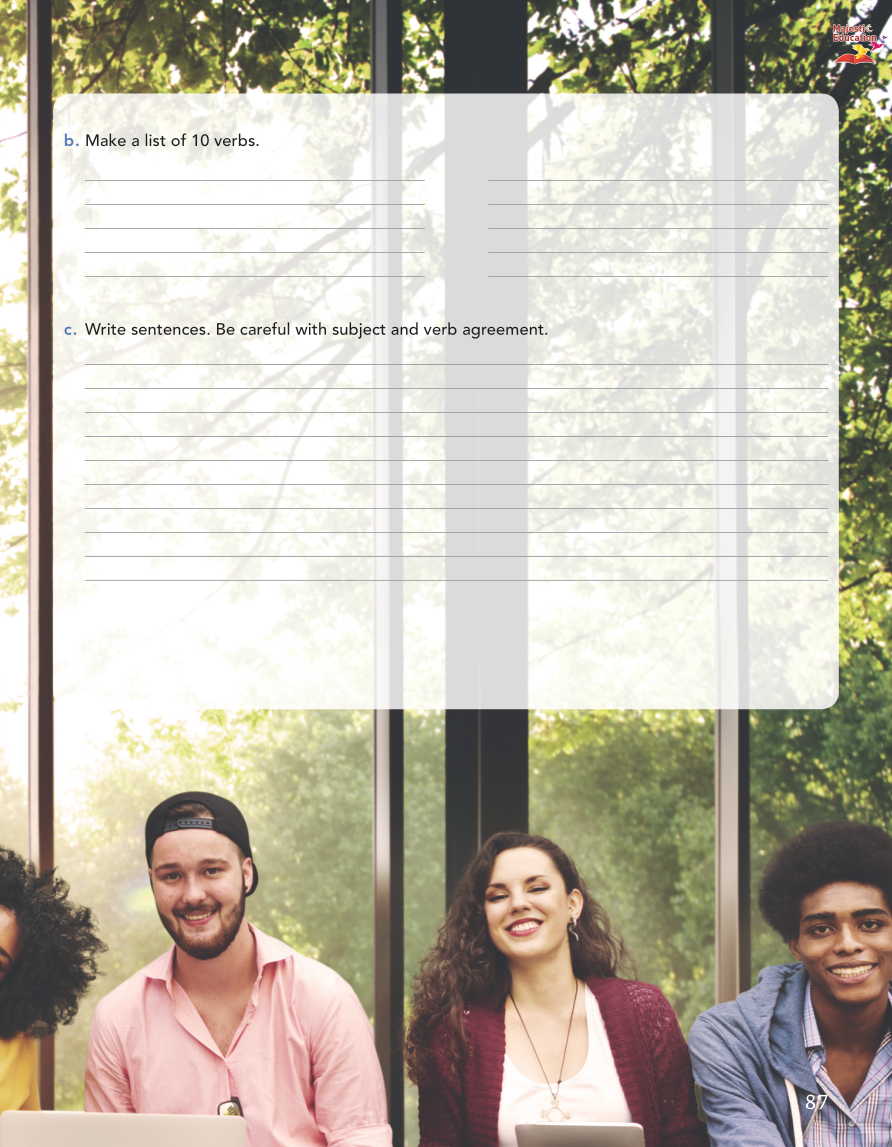 Majestic
Education
b. Make a list of 10 verbs.
c. Write sentences. Be careful with subject and verb agreement.
87